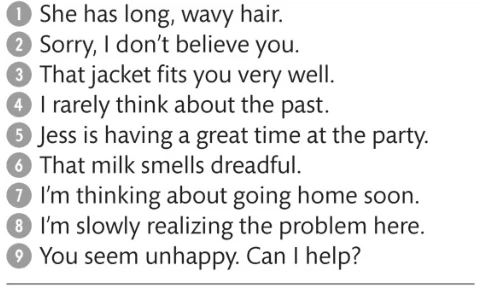 1 She has long, wavy hair.
2 Sorry, I don't believe you.
3 That jacket fits you very well.
4 I rarely think about the past.
5 Jess is having a great time at the party.
6 That milk smells dreadful.
7 I'm thinking about going home soon.
8 I'm slowly realizing the problem here.
9 You seem unhappy. Can I help?